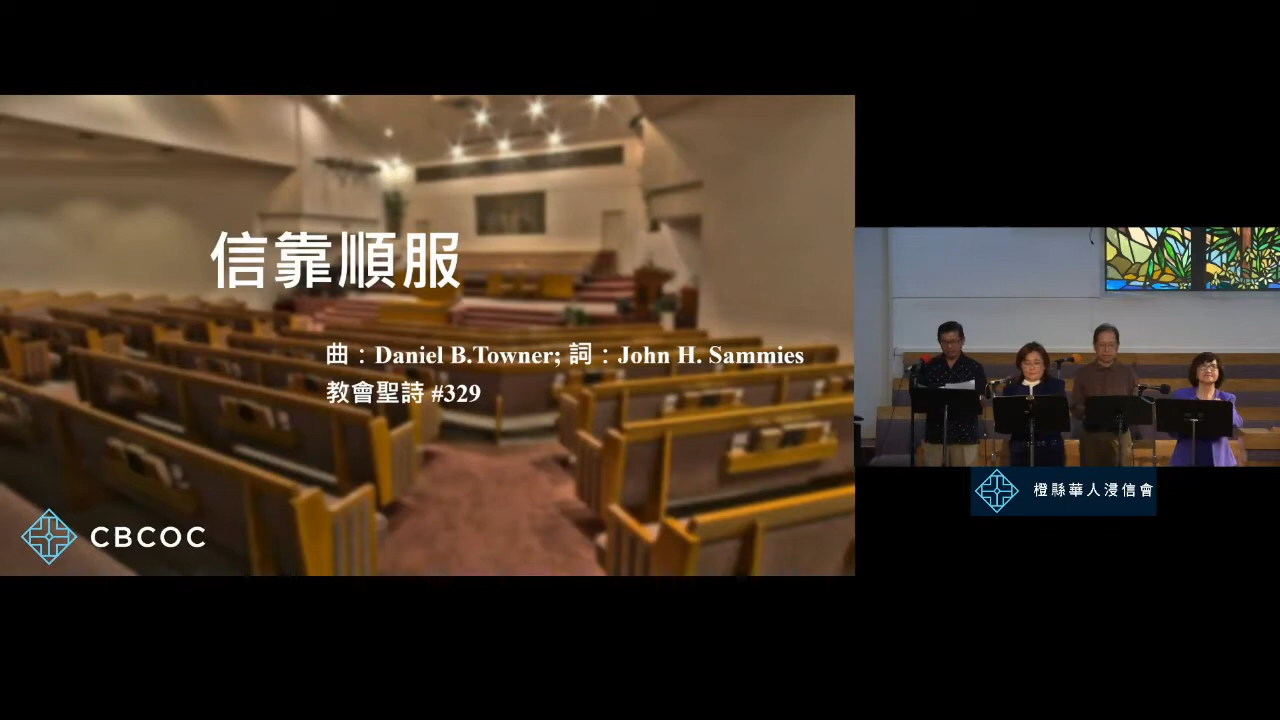 信靠順服
曲：Daniel B.Towner; 詞：John H. Sammies
教會聖詩 #329
CBCOC
橙縣華人浸信會